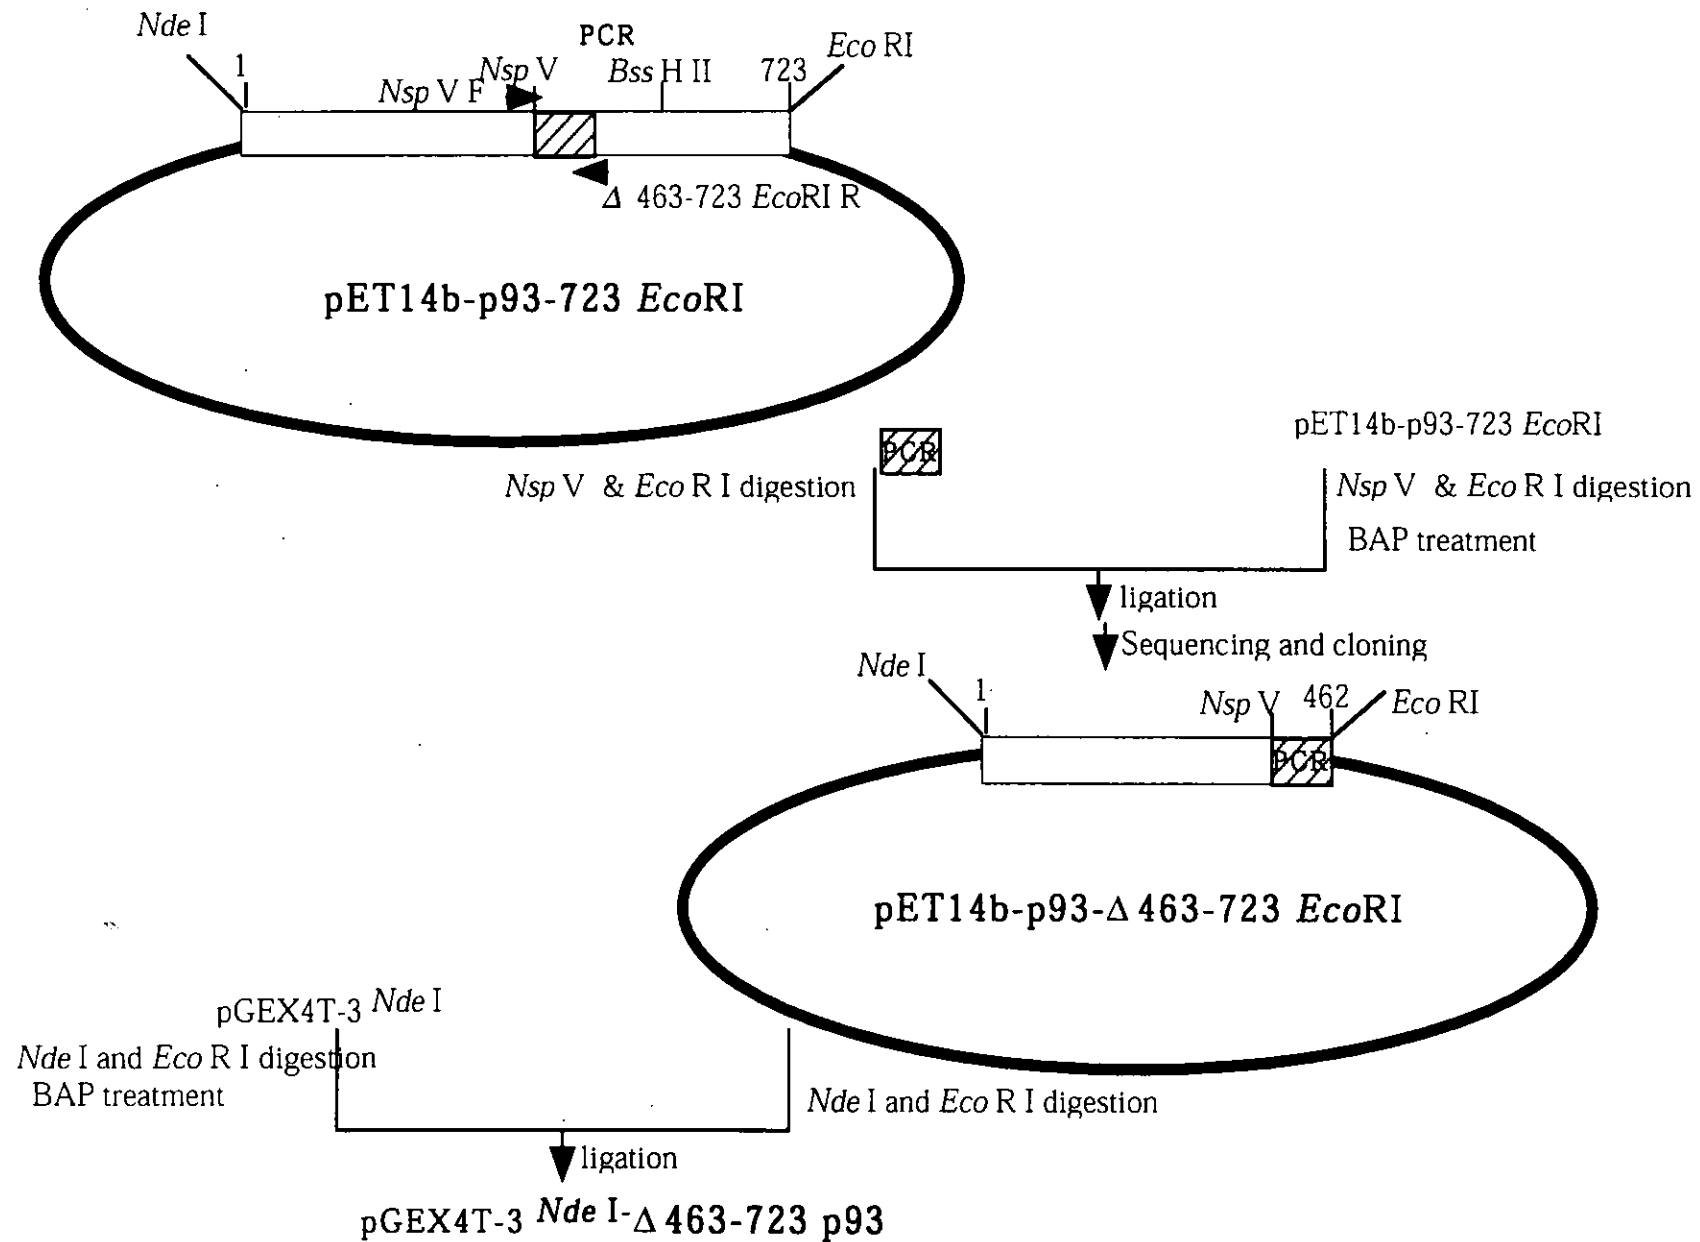 Nde I
PCR
Eco RI
1
Nsp V
Bss H II
723
Nsp V F
Δ 463-723 EcoRI R
pET14b-p93-723 EcoRI
pET14b-p93-723 EcoRI
PCR
Nsp V & Eco R I digestion
Nsp V & Eco R I digestion
BAP treatment
ligation
Sequencing and cloning
Nde I
1
Nsp V
462
Eco RI
PCR
pET14b-p93-Δ463-723 EcoRI
pGEX4T-3 Nde I
Nde I and Eco R I digestion
BAP treatment
Nde I and Eco R I digestion
ligation
pGEX4T-3 Nde I-Δ463-723 p93